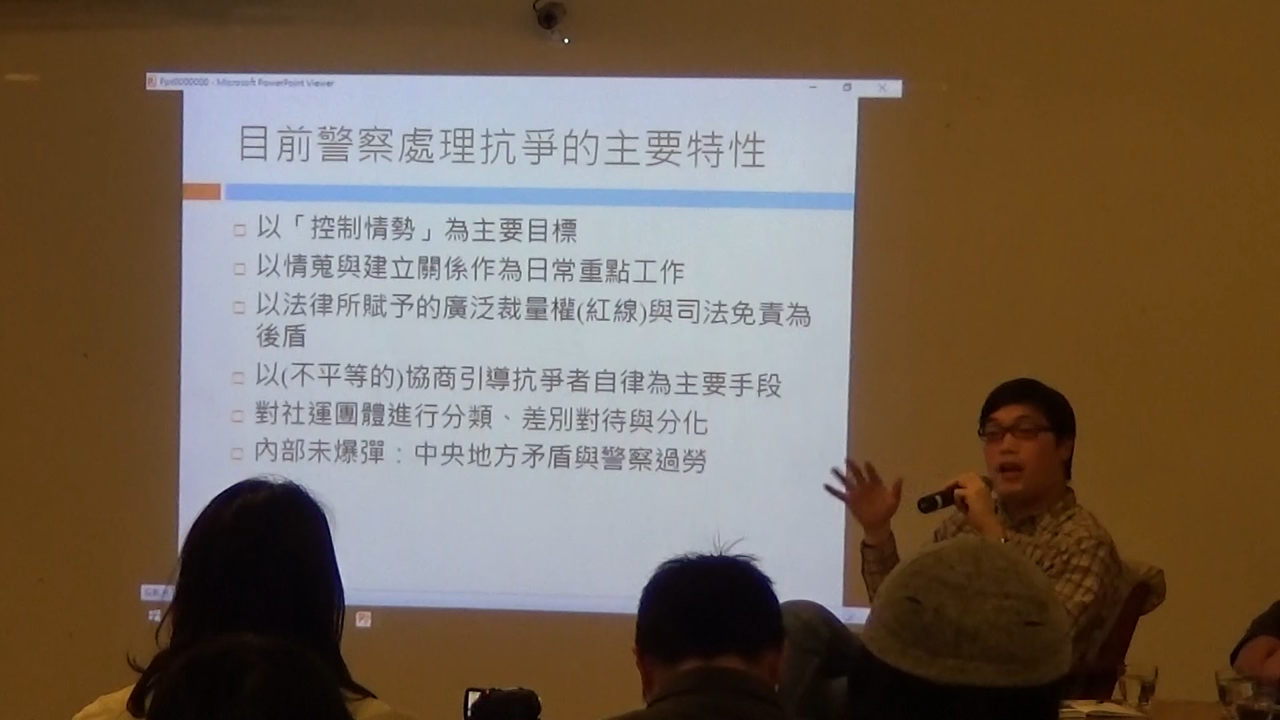 Ppt0000000 - Microsoft PowerPoint Viewer
目前警察處理抗爭的主要特性
以「控制情勢」為主要目標
以情蒐與建立關係作為日常重點工作
以法律所賦予的廣泛裁量權(紅線)與司法免責為
後盾
以(不平等的)協商引導抗爭者自律為主要手段
對社運團體進行分類、差別對待與分化
內部未爆彈：中央地方矛盾與警察過勞